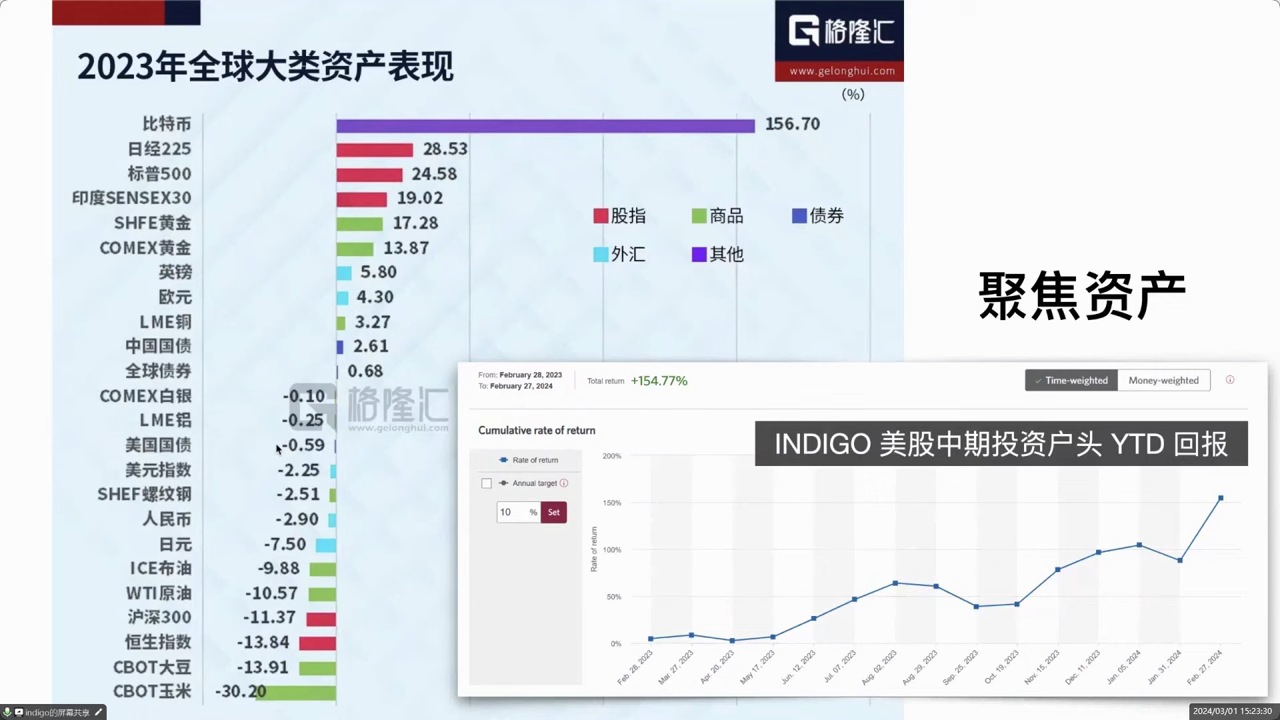 格隆汇
www.gelonghui.com
2023年全球大类资产表现
(%)
比特币 156.70
日经225 28.53
标普500 24.58
印度SENSEX30 19.02
SHFE黄金 17.28
COMEX黄金 13.87
英镑 5.80
欧元 4.30
LME铜 3.27
中国国债 2.61
全球债券 0.68
COMEX白银 -0.10
LME铝 -0.25
美国国债 -0.59
美元指数 -2.25
SHEF螺纹钢 -2.51
人民币 -2.90
日元 -7.50
ICE布油 -9.88
WTI原油 -10.57
沪深300 -11.37
恒生指数 -13.84
CBOT大豆 -13.91
CBOT玉米 -30.20
股指 商品 债券
外汇 其他
格隆汇
www.gelonghui.com
聚焦资产
From: February 28, 2023
To: February 27, 2024
Total return +154.77%
Time-weighted Money-weighted
Cumulative rate of return
INDIGO 美股中期投资户头 YTD 回报
Rate of return
Annual target
10 % Set
Rate of return
200%
150%
100%
50%
0%
Feb. 28, 2023
Mar. 27, 2023
Apr. 20, 2023
May. 17, 2023
Jun. 12, 2023
Jul. 07, 2023
Aug. 02, 2023
Aug. 29, 2023
Sep. 25, 2023
Oct. 19, 2023
Nov. 15, 2023
Dec. 11, 2023
Jan. 05, 2024
Jan. 31, 2024
Feb. 27, 2024
indigo的屏幕共享
2024/03/01 15:23:30